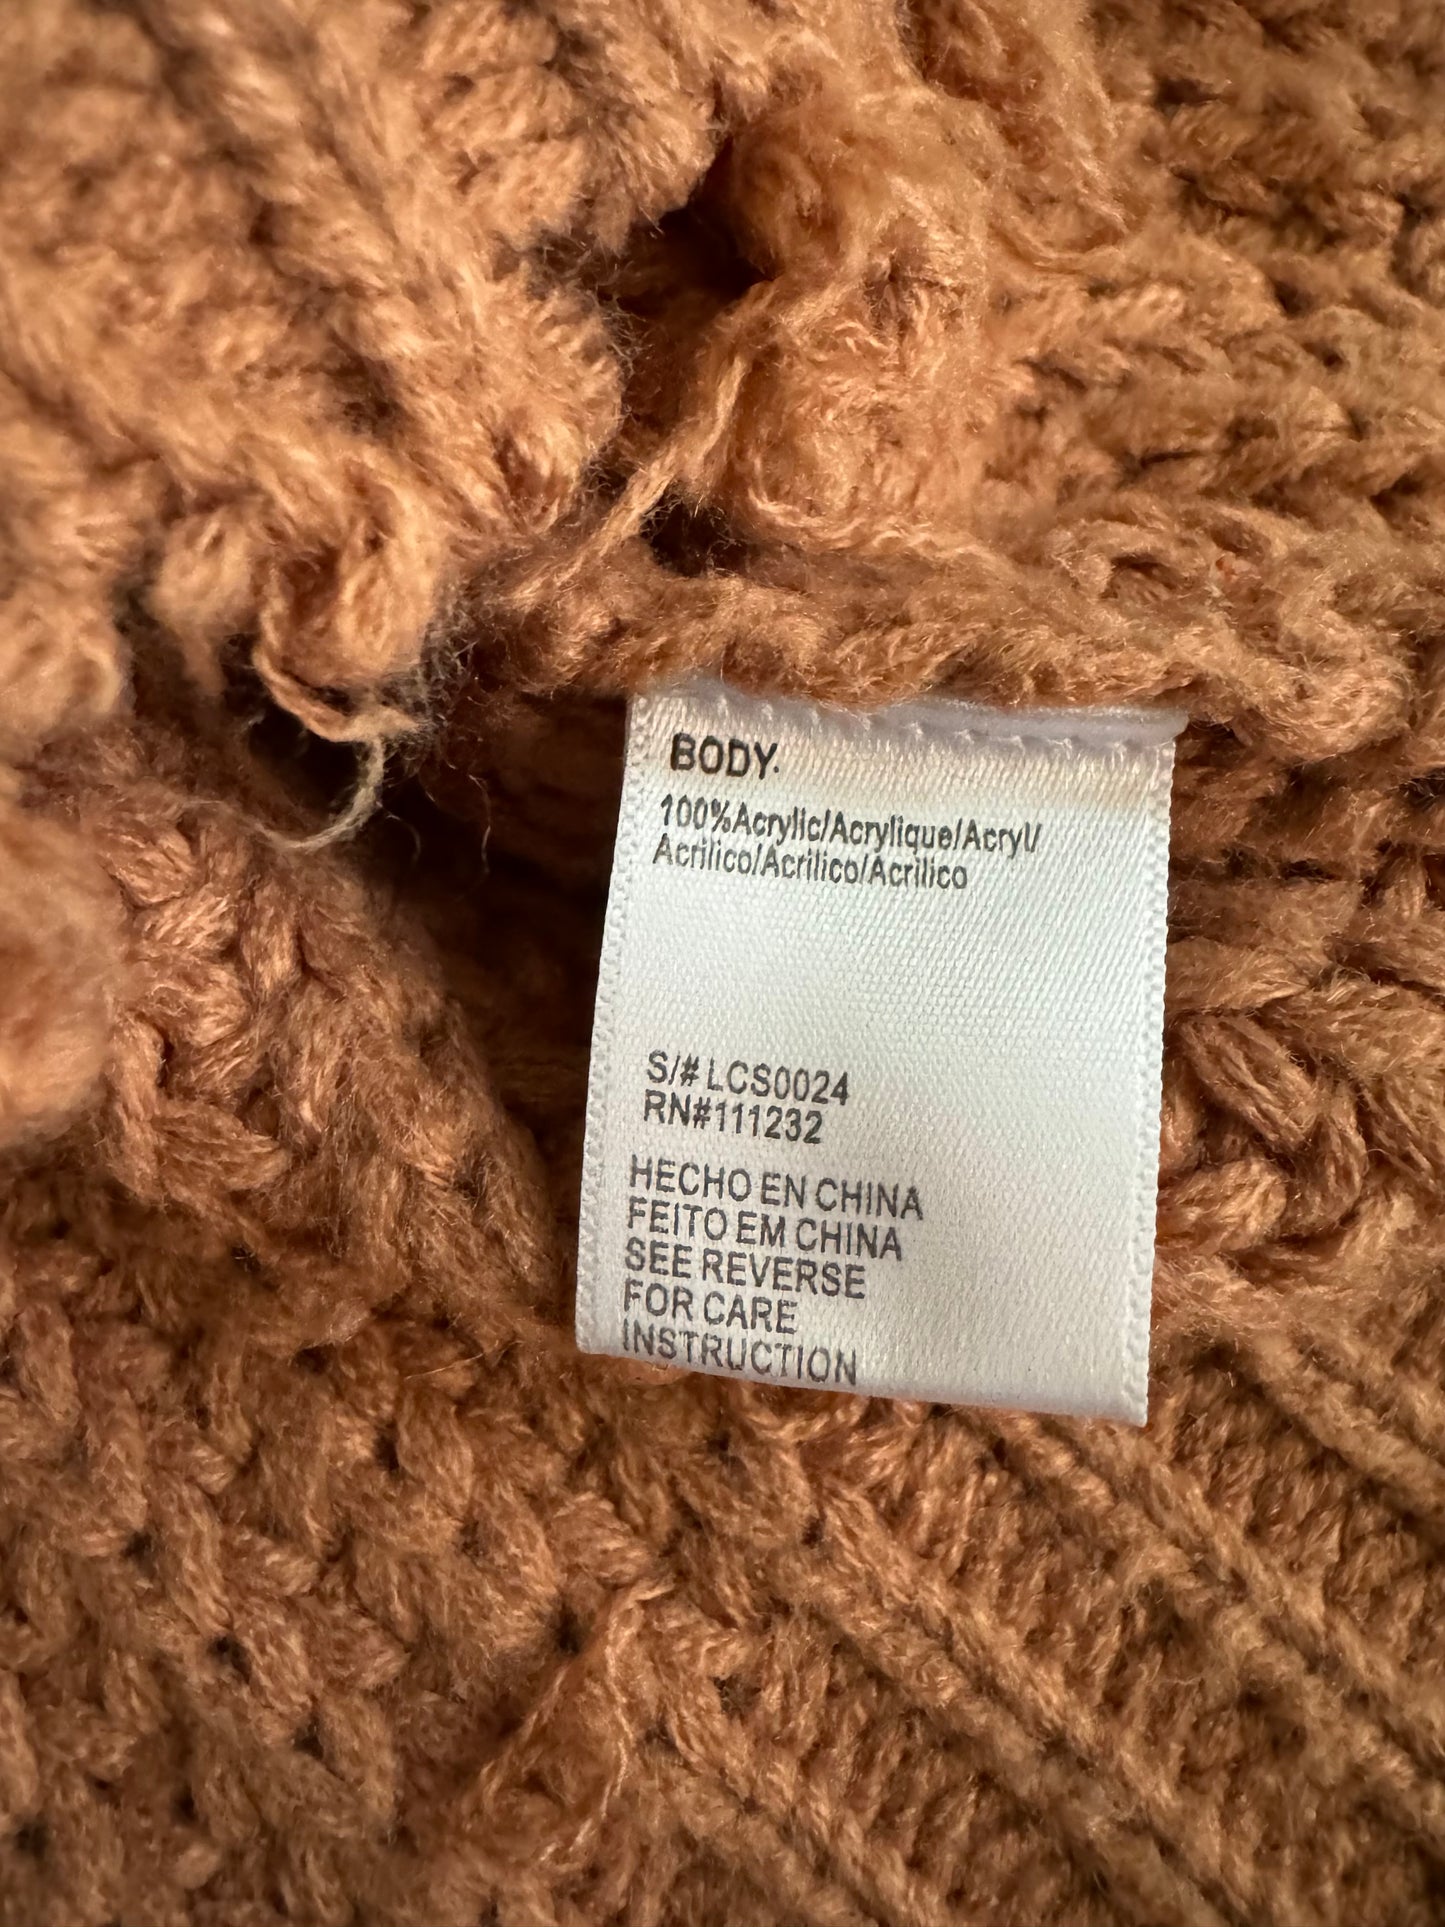 BODY:
100%Acrylic/Acrylique/Acryl/
Acrilico/Acrilico/Acrilico
S/# LCS0024
RN#111232
HECHO EN CHINA
FEITO EM CHINA
SEE REVERSE
FOR CARE
INSTRUCTION